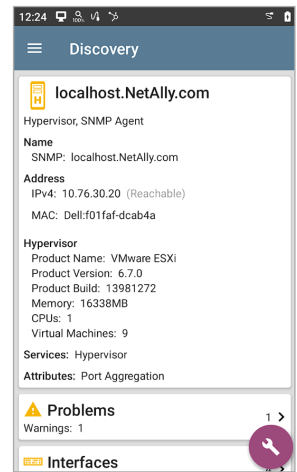 12:24
100%
Discovery
H
localhost.NetAlly.com
Hypervisor, SNMP Agent
Name
SNMP: localhost.NetAlly.com
Address
IPv4: 10.76.30.20 (Reachable)
MAC: Dell:f01faf-dcab4a
Hypervisor
Product Name: VMware ESXi
Product Version: 6.7.0
Product Build: 13981272
Memory: 16338MB
CPUs: 1
Virtual Machines: 9
Services: Hypervisor
Attributes: Port Aggregation
Problems
1
Warnings: 1
Interfaces